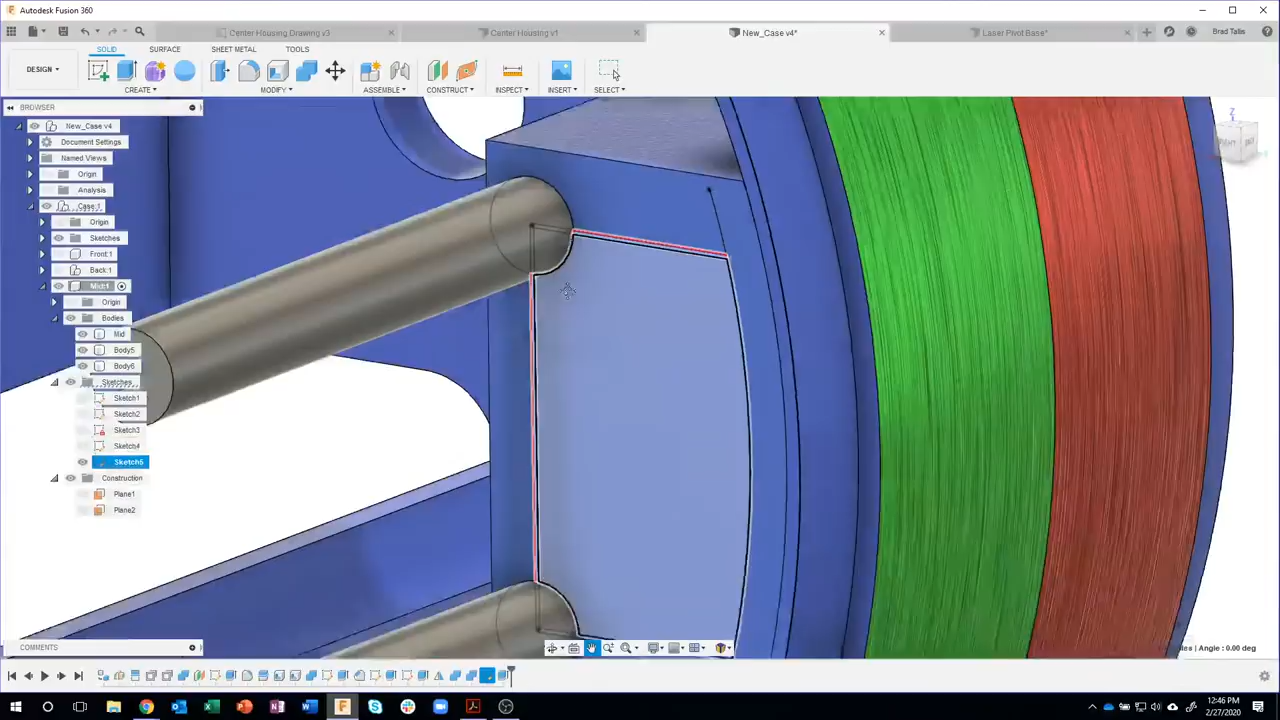 Autodesk Fusion 360
Center Housing Drawing v3
Center Housing v1
New_Case v4*
Laser Pivot Base*
Brad Tallis
SOLID
SURFACE
SHEET METAL
TOOLS
DESIGN
CREATE
MODIFY
ASSEMBLE
CONSTRUCT
INSPECT
INSERT
SELECT
BROWSER
New_Case v4
Document Settings
Named Views
Origin
Analysis
Case:1
Origin
Sketches
Front:1
Back:1
Mid:1
Origin
Bodies
Mid
Body5
Body6
Sketches
Sketch1
Sketch2
Sketch3
Sketch4
Sketch5
Construction
Plane1
Plane2
Z
COMMENTS
| Angle : 0.00 deg
12:46 PM
2/27/2020